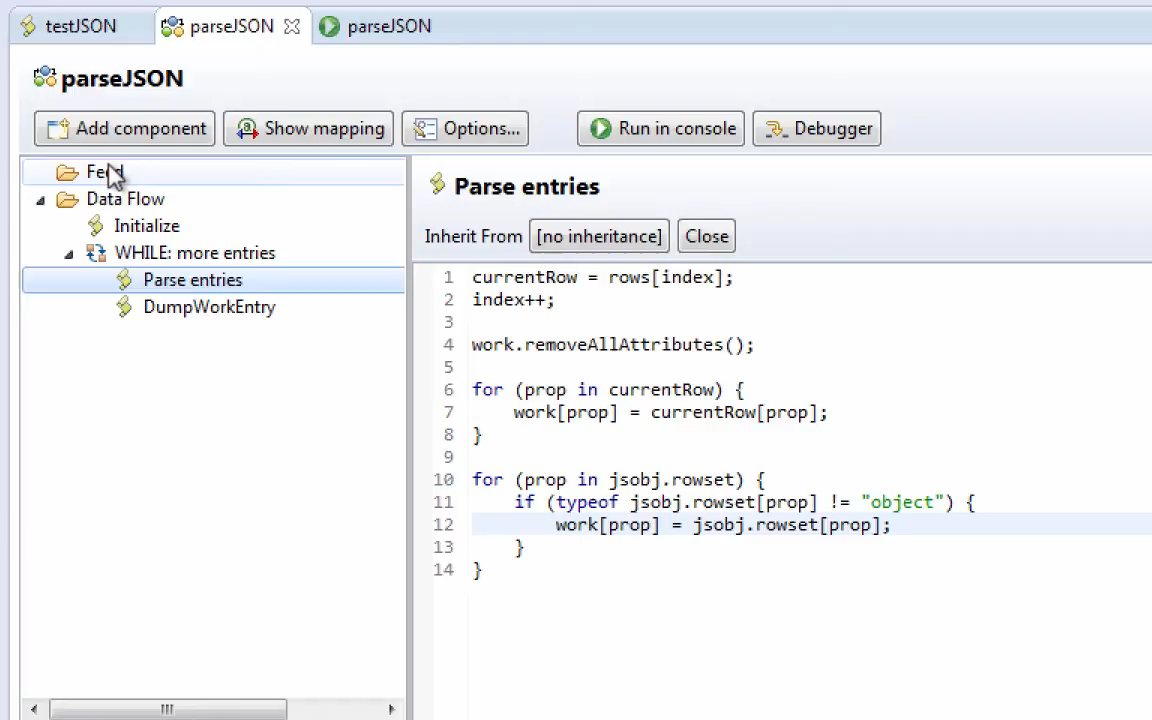 testJSON parseJSON parseJSON
parseJSON
Add component Show mapping Options... Run in console Debugger
Data Flow
Initialize
WHILE: more entries
Parse entries
DumpWorkEntry
Parse entries
Inherit From [no inheritance] Close
1 currentRow = rows[index];
2 index++;
3
4 work.removeAllAttributes();
5
6 for (prop in currentRow) {
7 work[prop] = currentRow[prop];
8 }
9
10 for (prop in jsobj.rowset) {
11 if (typeof jsobj.rowset[prop] != "object") {
12 work[prop] = jsobj.rowset[prop];
13 }
14 }